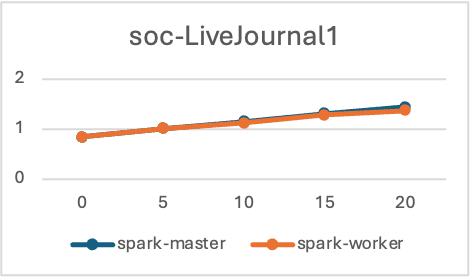 soc-LiveJournal1
2
1
0
0 5 10 15 20
spark-master spark-worker